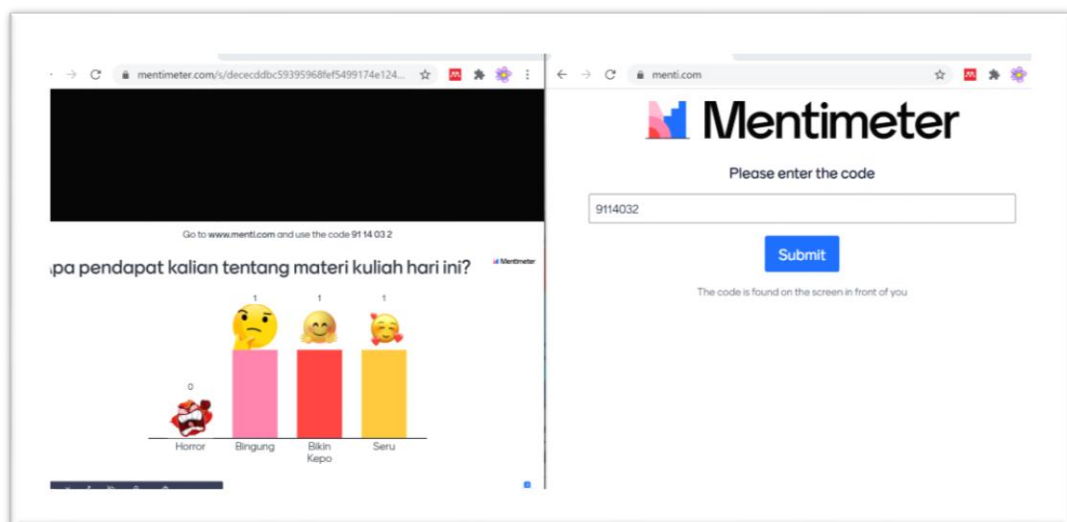 mentimeter.com/s/dececddbc59395968fef5499174e124...
Go to www.menti.com and use the code 91 14 03 2
pa pendapat kalian tentang materi kuliah hari ini?
Mentimeter
1
1
1
0
Horror
Bingung
Bikin
Kepo
Seru
menti.com
Mentimeter
Please enter the code
9114032
Submit
The code is found on the screen in front of you